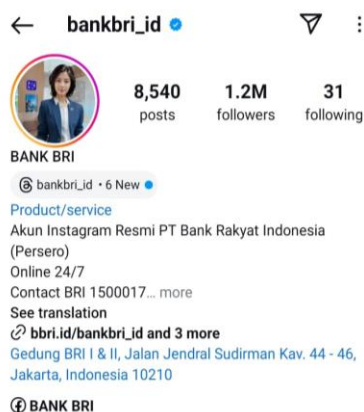 bankbri_id
8,540 1.2M 31
posts followers following
BANK BRI
bankbri_id • 6 New
Product/service
Akun Instagram Resmi PT Bank Rakyat Indonesia
(Persero)
Online 24/7
Contact BRI 1500017... more
See translation
bbri.id/bankbri_id and 3 more
Gedung BRI I & II, Jalan Jendral Sudirman Kav. 44 - 46,
Jakarta, Indonesia 10210
BANK BRI